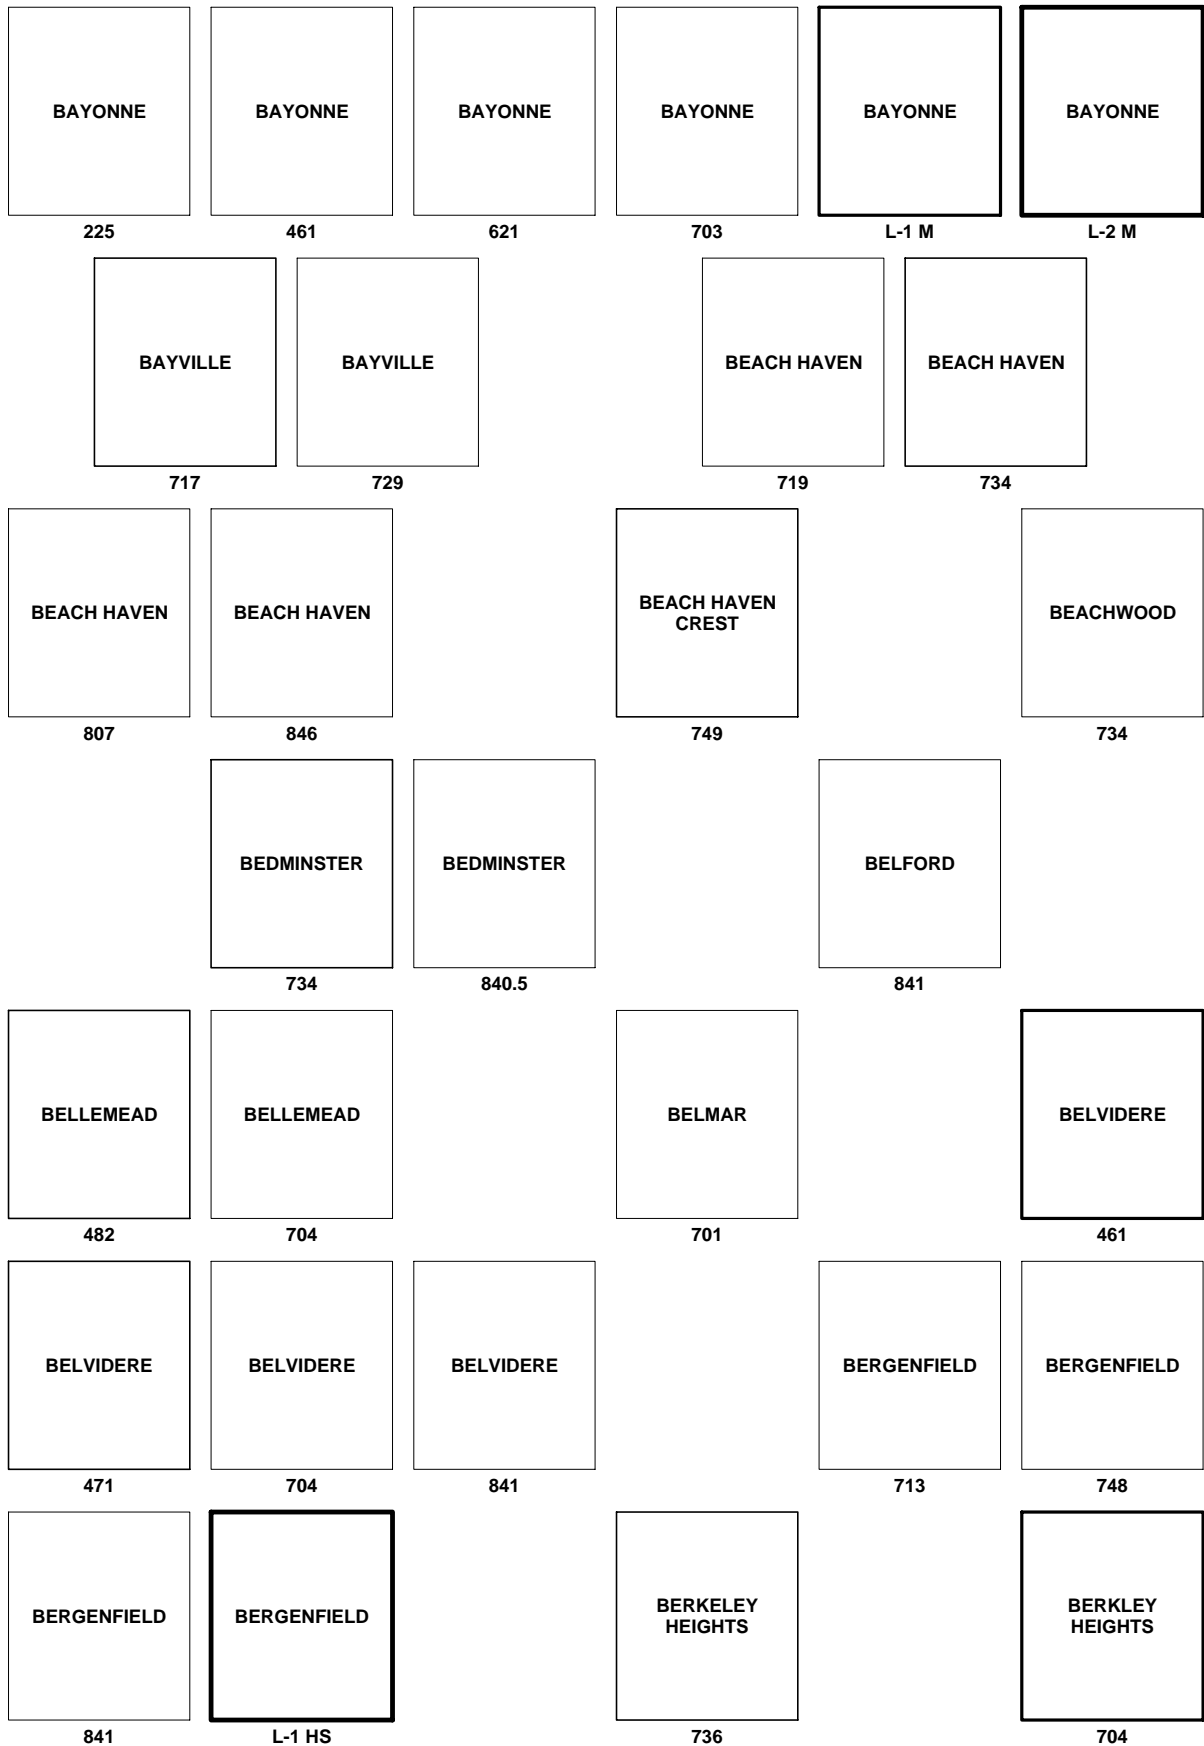 BAYONNE BAYONNE BAYONNE BAYONNE BAYONNE BAYONNE
225 461 621 703 L-1 M L-2 M
BAYVILLE BAYVILLE BEACH HAVEN BEACH HAVEN
717 729 719 734
BEACH HAVEN BEACH HAVEN BEACH HAVEN CREST BEACHWOOD
807 846 749 734
BEDMINSTER BEDMINSTER BELFORD
734 840.5 841
BELLEMEAD BELLEMEAD BELMAR BELVIDERE
482 704 701 461
BELVIDERE BELVIDERE BELVIDERE BERGENFIELD BERGENFIELD
471 704 841 713 748
BERGENFIELD BERGENFIELD BERKELEY HEIGHTS BERKLEY HEIGHTS
841 L-1 HS 736 704